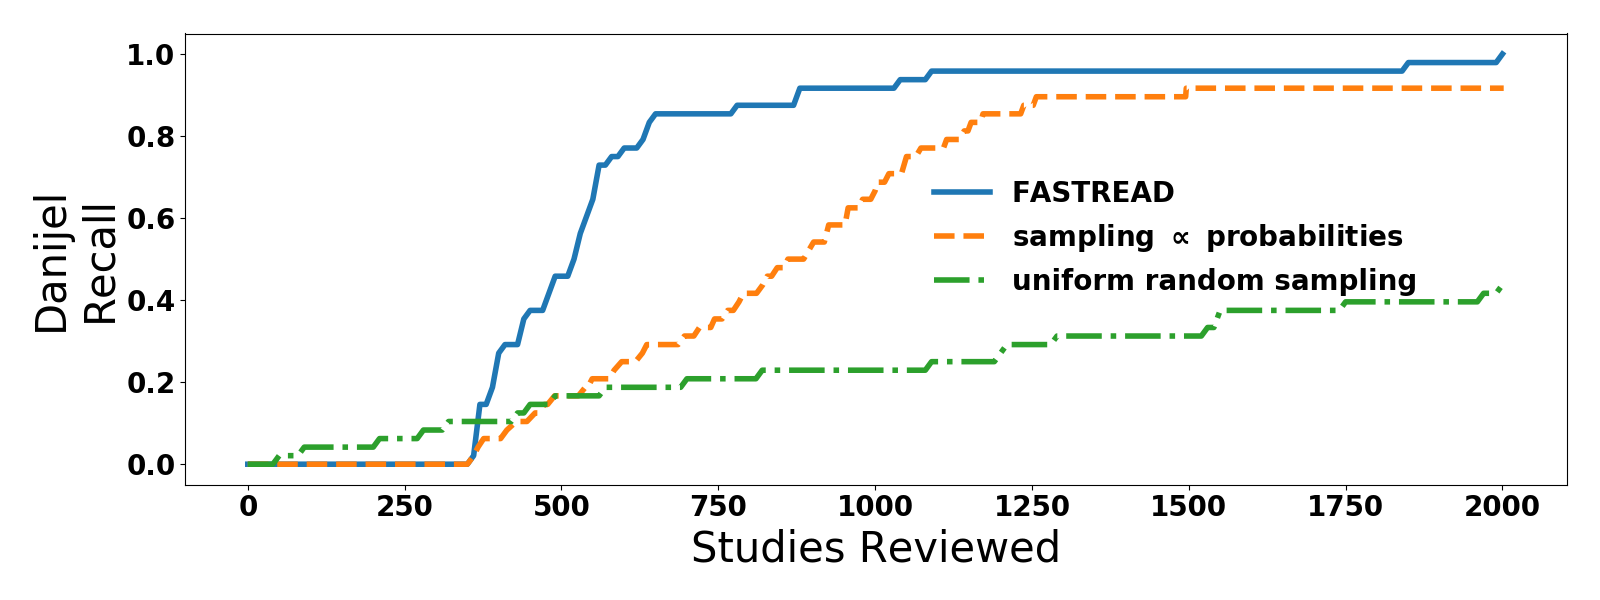 Danijel
Recall
1.0
0.8
0.6
0.4
0.2
0.0
FASTREAD
sampling ∝ probabilities
uniform random sampling
0 250 500 750 1000 1250 1500 1750 2000
Studies Reviewed